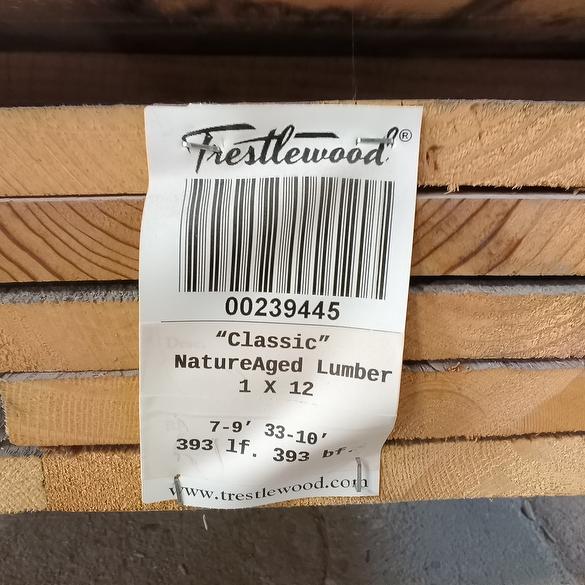 Trestlewood®
00239445
“Classic”
NatureAged Lumber
1 X 12
7-9’ 33-10’
393 lf. 393 bf.
www.trestlewood.com